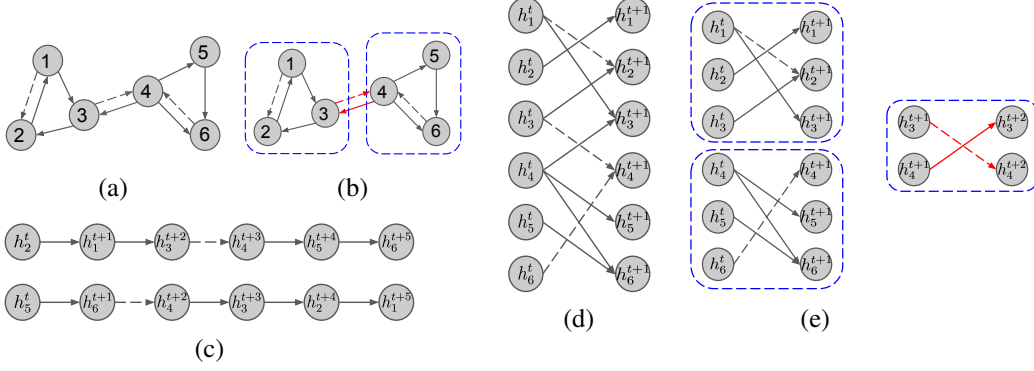 1
2
3
4
5
6
(a)
1
2
3
4
5
6
(b)
h_2^t h_1^{t+1} h_3^{t+2} h_4^{t+3} h_5^{t+4} h_6^{t+5}
h_5^t h_6^{t+1} h_4^{t+2} h_3^{t+3} h_2^{t+4} h_1^{t+5}
(c)
h_1^t h_1^{t+1}
h_2^t h_2^{t+1}
h_3^t h_3^{t+1}
h_4^t h_4^{t+1}
h_5^t h_5^{t+1}
h_6^t h_6^{t+1}
(d)
h_1^t h_1^{t+1}
h_2^t h_2^{t+1}
h_3^t h_3^{t+1}
h_4^t h_4^{t+1}
h_5^t h_5^{t+1}
h_6^t h_6^{t+1}
h_3^{t+1} h_3^{t+2}
h_4^{t+1} h_4^{t+2}
(e)